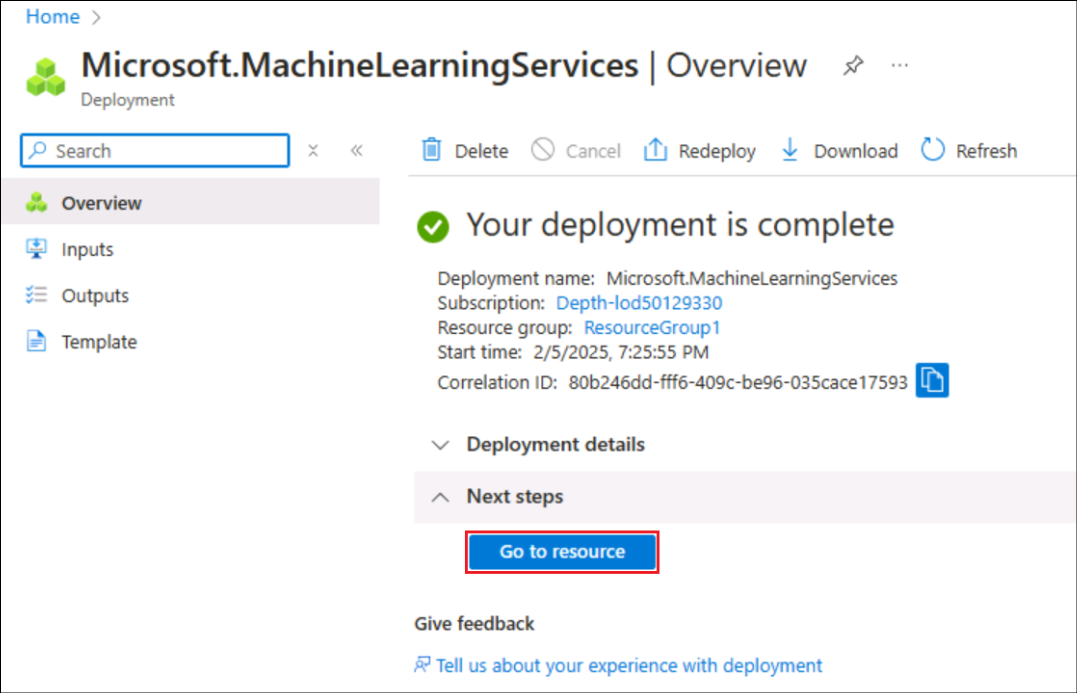 Home
Microsoft.MachineLearningServices | Overview
Deployment
Search
Delete Cancel Redeploy Download Refresh
Overview
Inputs
Outputs
Template
Your deployment is complete
Deployment name: Microsoft.MachineLearningServices
Subscription: Depth-lod50129330
Resource group: ResourceGroup1
Start time: 2/5/2025, 7:25:55 PM
Correlation ID: 80b246dd-fff6-409c-be96-035cace17593
Deployment details
Next steps
Go to resource
Give feedback
Tell us about your experience with deployment